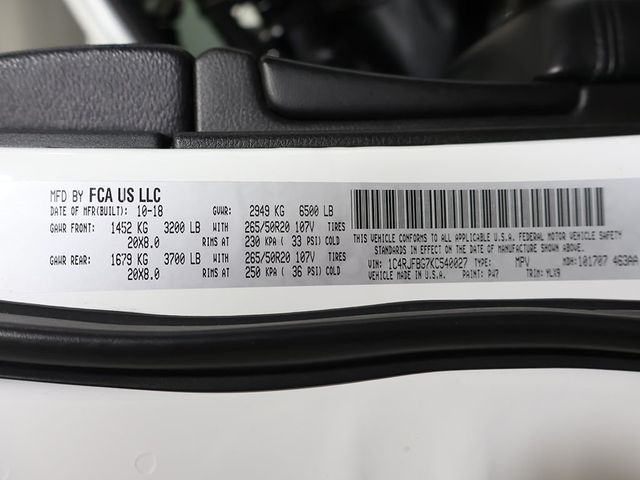 MFD BY FCA US LLC
DATE OF MFR(BUILT): 10-18 GVWR: 2949 KG 6500 LB
GAWR FRONT: 1452 KG 3200 LB WITH 265/50R20 107V TIRES
20X8.0 RIMS AT 230 KPA ( 33 PSI) COLD
GAWR REAR: 1679 KG 3700 LB WITH 265/50R20 107V TIRES
20X8.0 RIMS AT 250 KPA ( 36 PSI) COLD
THIS VEHICLE CONFORMS TO ALL APPLICABLE U.S.A. FEDERAL MOTOR VEHICLE SAFETY
STANDARDS IN EFFECT ON THE DATE OF MANUFACTURE SHOWN ABOVE.
VIN: 1C4RJFBG7KC540027 TYPE: MPV MDH:101707 463AA
VEHICLE MADE IN U.S.A. PAINT: PW7 TRIM: YLX9